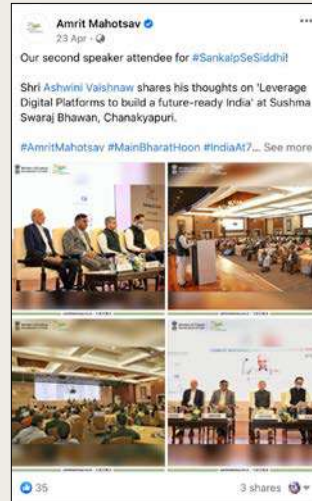 Amrit Mahotsav
23 Apr ·
Our second speaker attendee for #SankalpSeSiddhi!
Shri Ashwini Vaishnaw shares his thoughts on 'Leverage
Digital Platforms to build a future-ready India' at Sushma
Swaraj Bhawan, Chanakyapuri.
#AmritMahotsav #MainBharatHoon #IndiaAt7... See more
35
3 shares